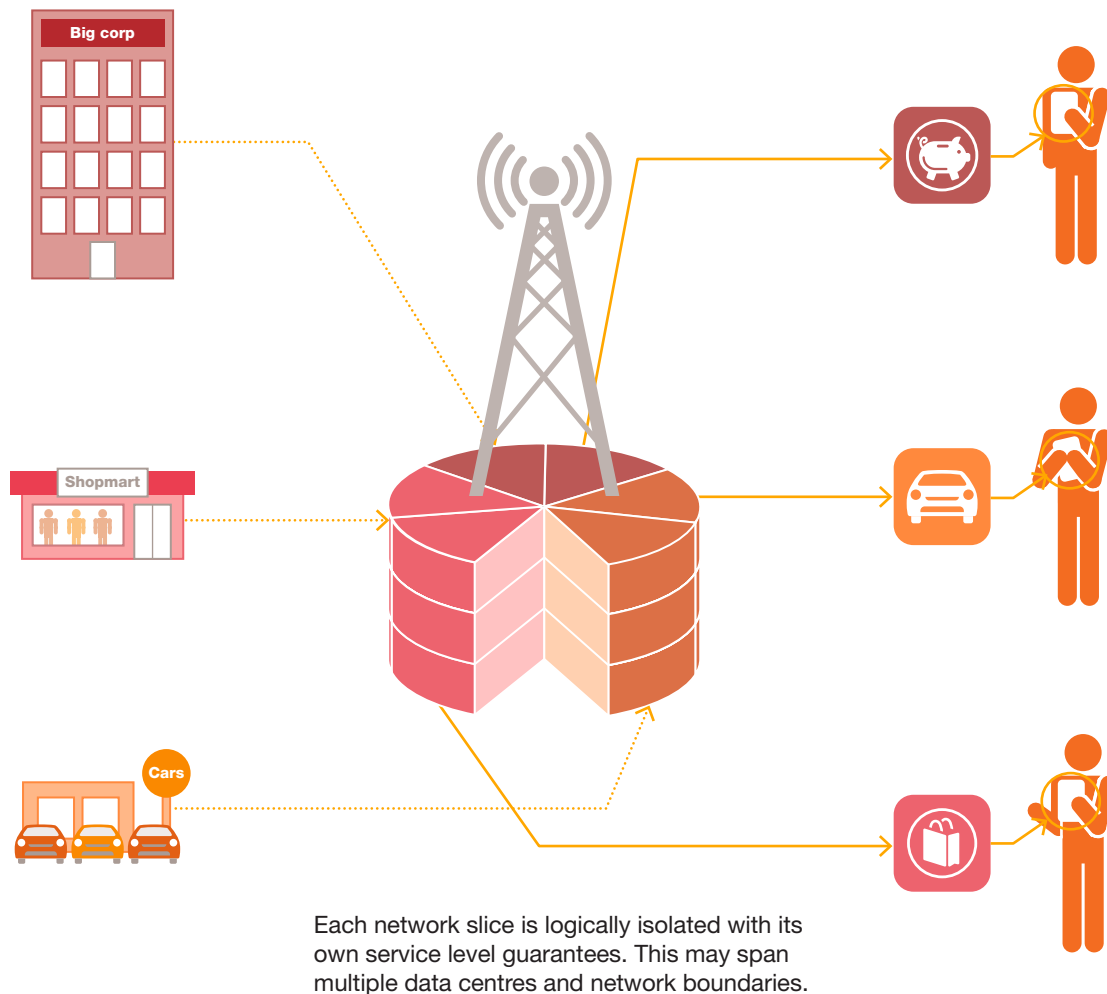 Big corp
Shopmart
Cars
Each network slice is logically isolated with its
own service level guarantees. This may span
multiple data centres and network boundaries.